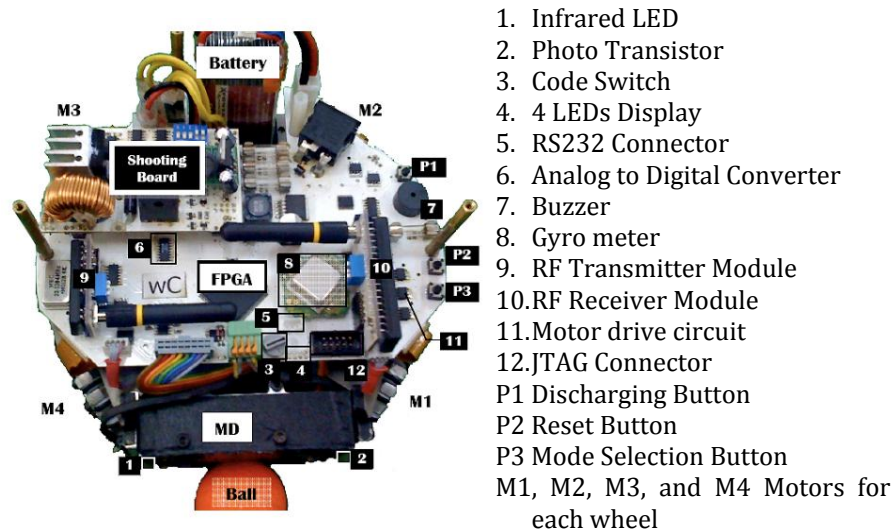 Battery
M3
M2
Shooting
Board
P1
7
6
8
P2
9
wC
FPGA
10
P3
5
11
3
4
12
M4
M1
MD
1
2
Ball
1. Infrared LED
2. Photo Transistor
3. Code Switch
4. 4 LEDs Display
5. RS232 Connector
6. Analog to Digital Converter
7. Buzzer
8. Gyro meter
9. RF Transmitter Module
10.RF Receiver Module
11.Motor drive circuit
12.JTAG Connector
P1 Discharging Button
P2 Reset Button
P3 Mode Selection Button
M1, M2, M3, and M4 Motors for
each wheel